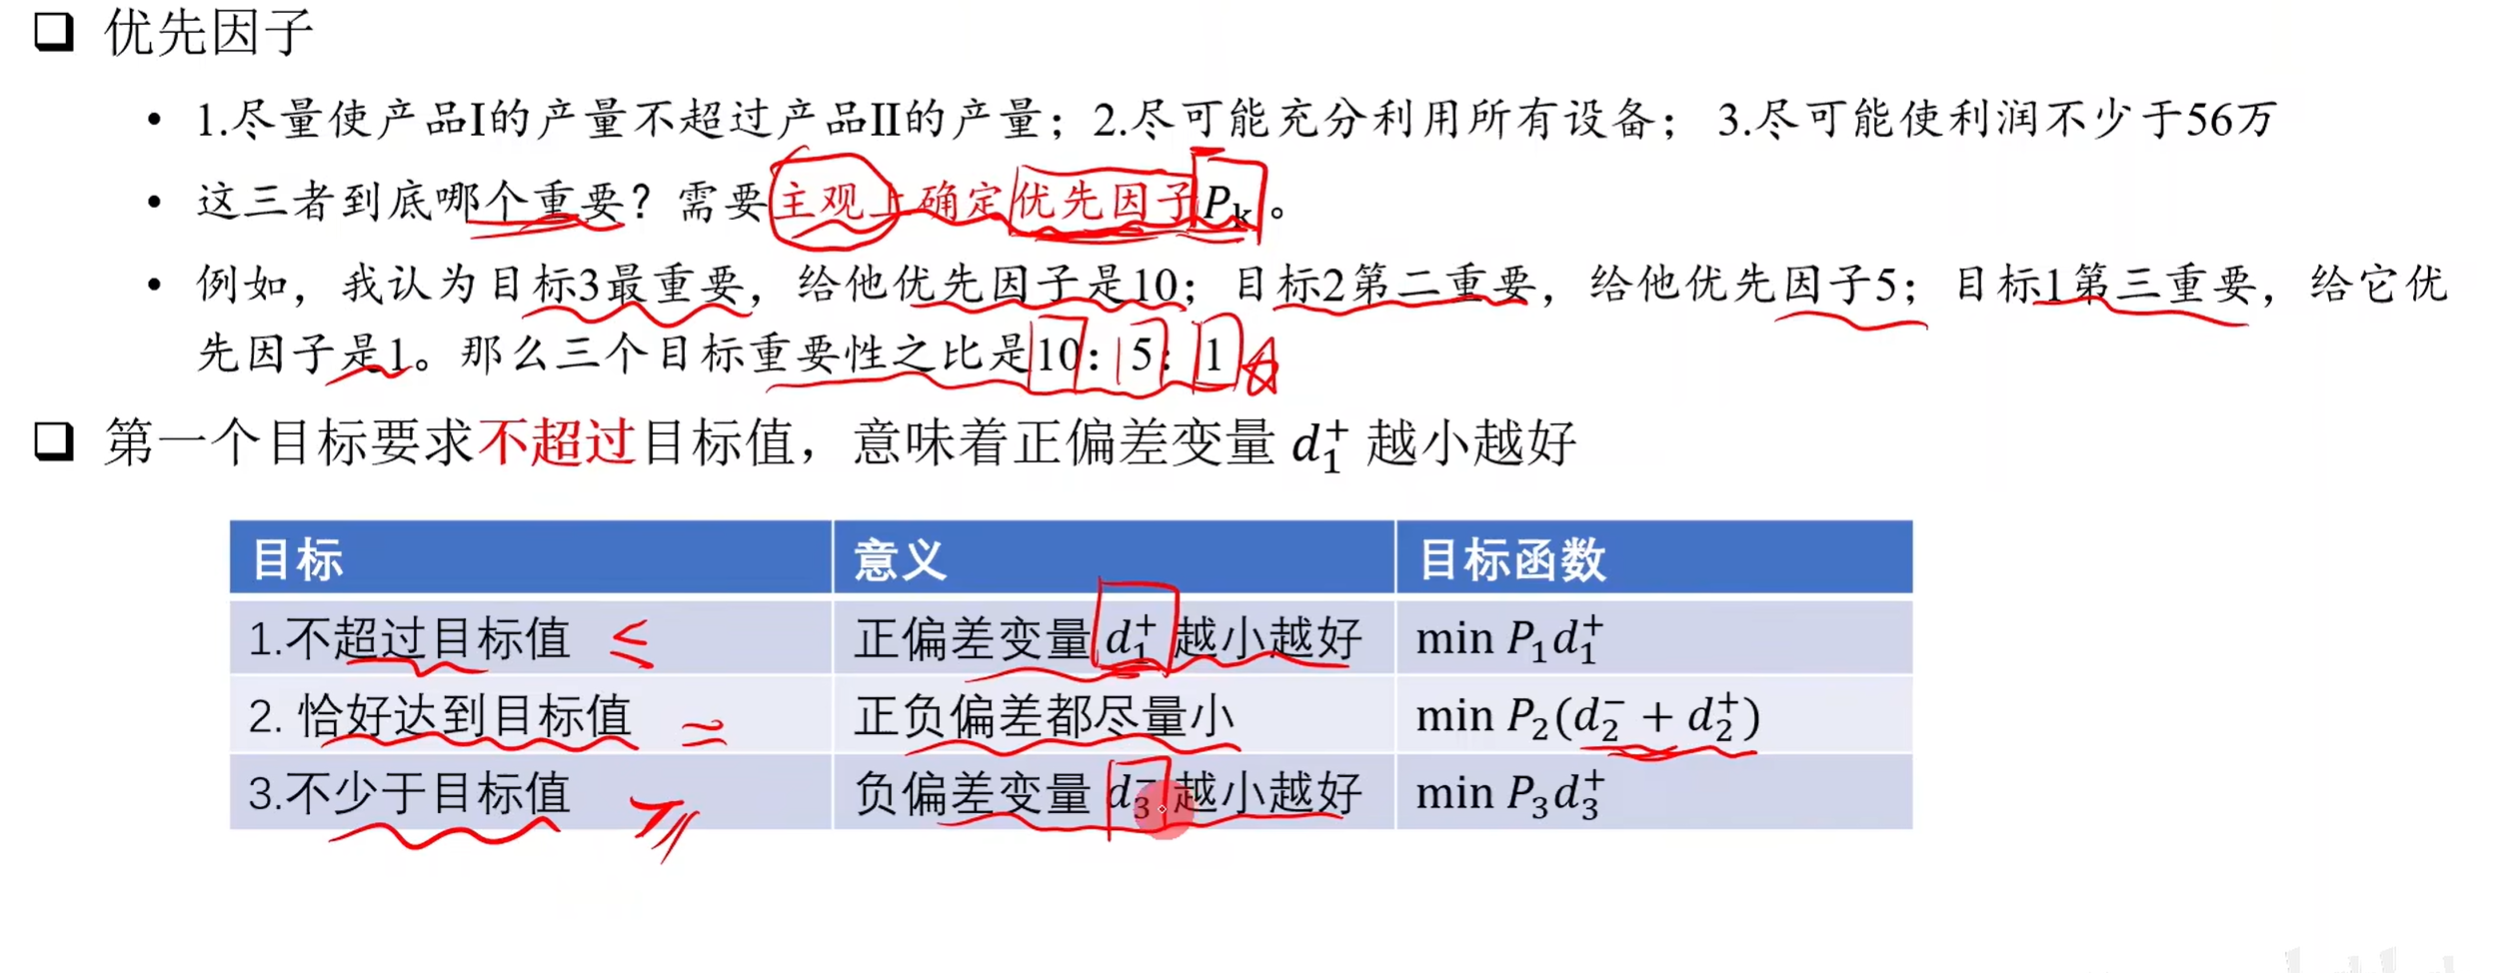 优先因子
1.尽量使产品I的产量不超过产品II的产量；2.尽可能充分利用所有设备； 3.尽可能使利润不少于56万
这三者到底哪个重要？需要主观上确定优先因子Pk。
例如，我认为目标3最重要，给他优先因子是10；目标2第二重要，给他优先因子5；目标1第三重要，给它优
先因子是1。那么三个目标重要性之比是10：5：1
第一个目标要求不超过目标值，意味着正偏差变量 d₁⁺ 越小越好
目标 意义 目标函数
1.不超过目标值 ≤ 正偏差变量 d₁⁺ 越小越好 min P₁d₁⁺
2. 恰好达到目标值 = 正负偏差都尽量小 min P₂(d₂⁻ + d₂⁺)
3.不少于目标值 ≥ 负偏差变量 d₃⁻ 越小越好 min P₃d₃⁺